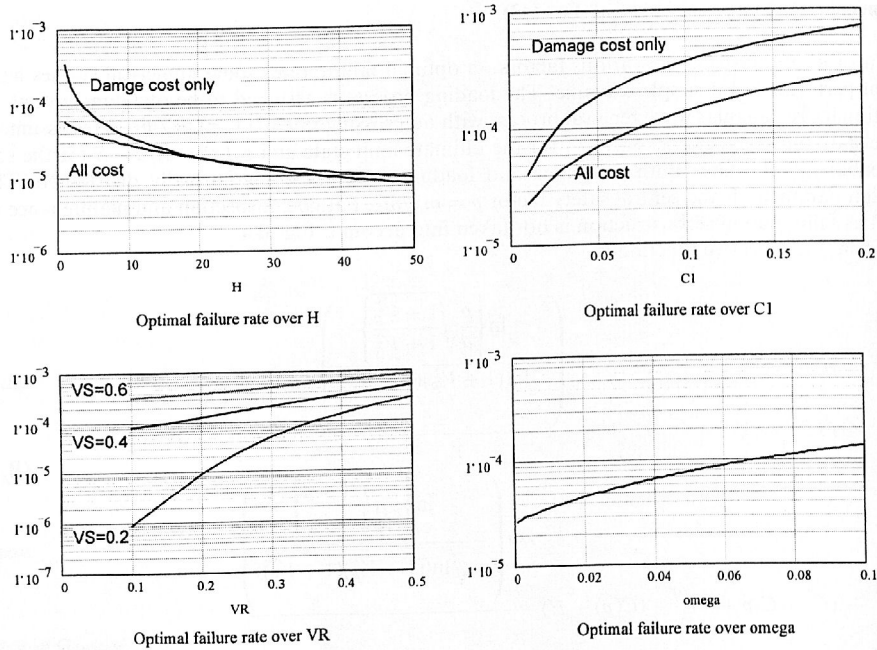 1·10⁻³
Damge cost only
1·10⁻⁴
All cost
1·10⁻⁵
1·10⁻⁶
0 10 20 30 40 50
H
Optimal failure rate over H
1·10⁻³
Damage cost only
1·10⁻⁴
All cost
1·10⁻⁵
0 0.05 0.1 0.15 0.2
C1
Optimal failure rate over C1
1·10⁻³
VS=0.6
1·10⁻⁴
VS=0.4
1·10⁻⁵
1·10⁻⁶
VS=0.2
1·10⁻⁷
0 0.1 0.2 0.3 0.4 0.5
VR
Optimal failure rate over VR
1·10⁻³
1·10⁻⁴
1·10⁻⁵
0 0.02 0.04 0.06 0.08 0.1
omega
Optimal failure rate over omega